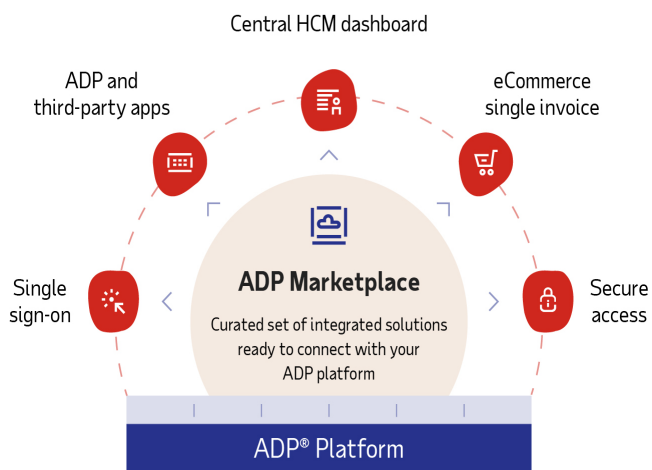 Central HCM dashboard
ADP and
third-party apps
eCommerce
single invoice
Single
sign-on
ADP Marketplace
Curated set of integrated solutions
ready to connect with your
ADP platform
Secure
access
ADP® Platform